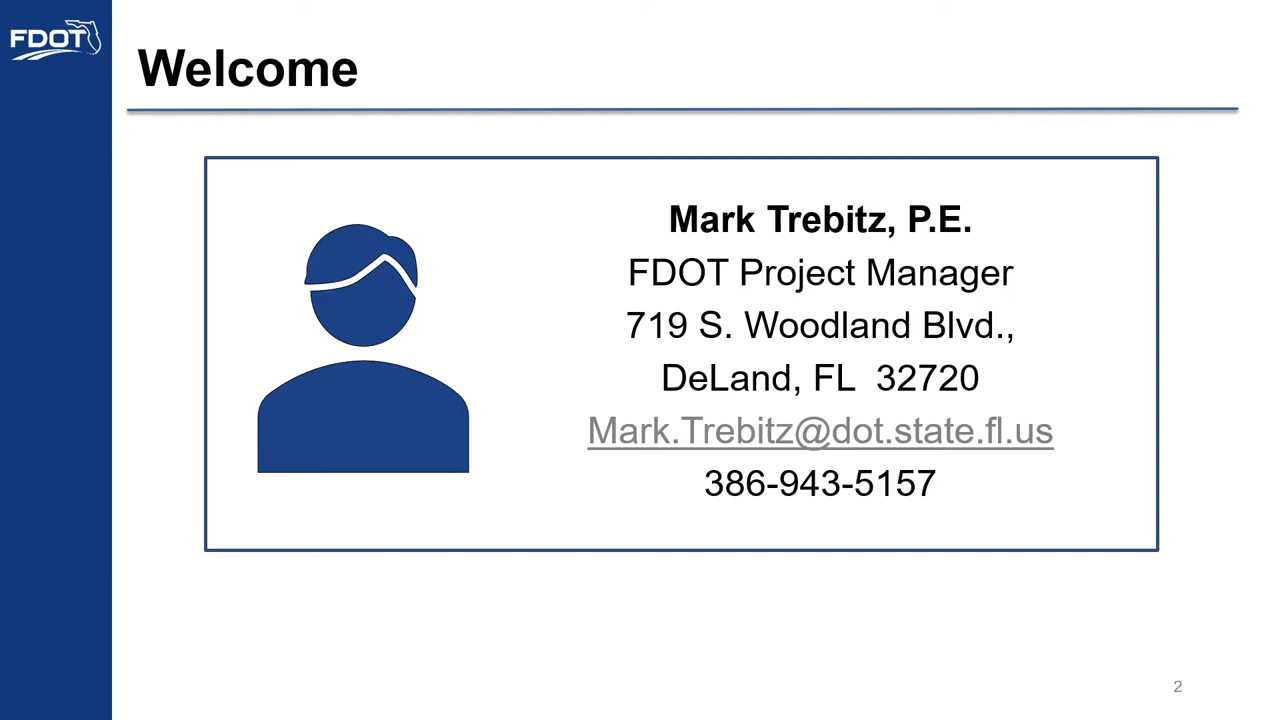 FDOT
Welcome
Mark Trebitz, P.E.
FDOT Project Manager
719 S. Woodland Blvd.,
DeLand, FL  32720
Mark.Trebitz@dot.state.fl.us
386-943-5157
2